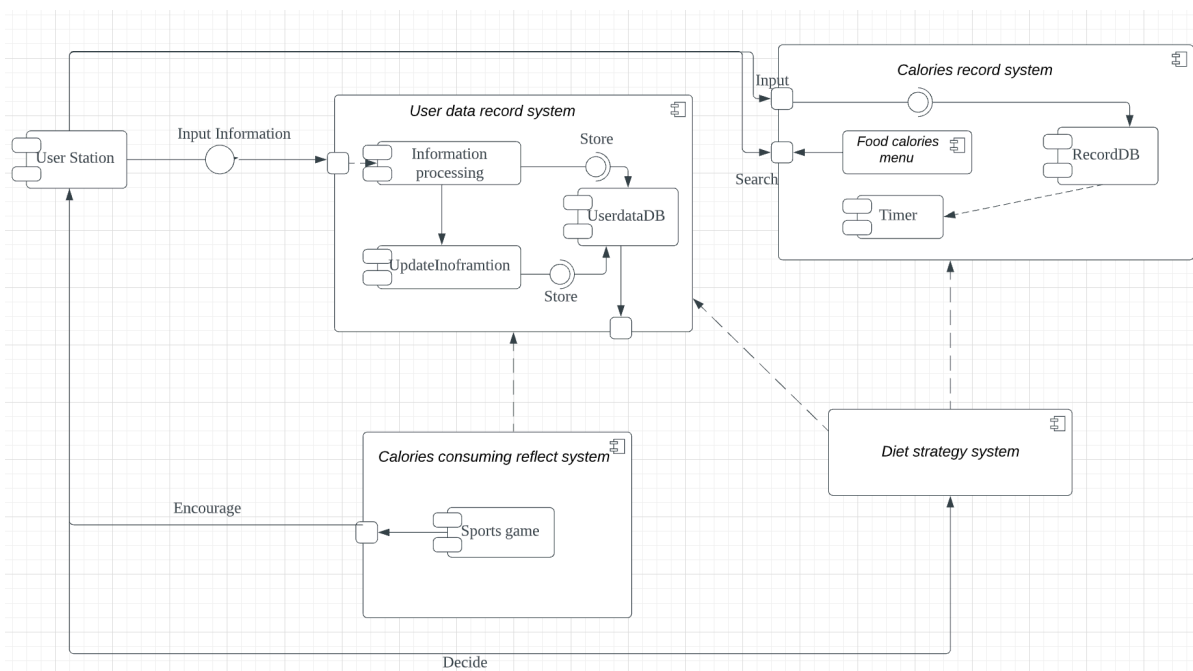 Calories record system
Input
User data record system
Input Information
Store
Food calories
menu
User Station
Information
processing
RecordDB
Search
UserdataDB
Timer
UpdateInoframtion
Store
Calories consuming reflect system
Diet strategy system
Encourage
Sports game
Decide